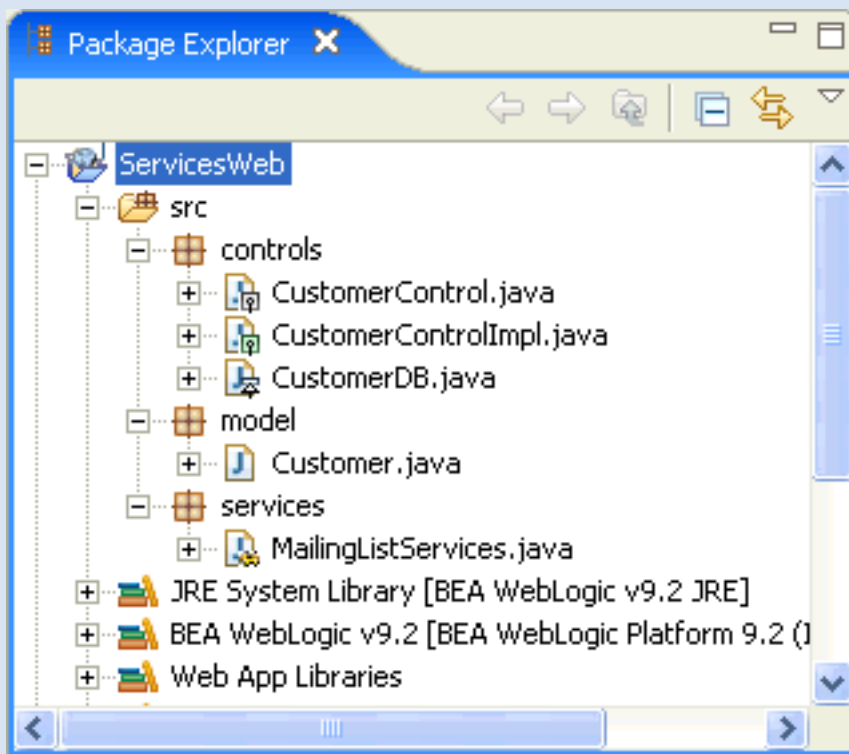 Package Explorer
ServicesWeb
src
controls
CustomerControl.java
CustomerControlImpl.java
CustomerDB.java
model
Customer.java
services
MailingListServices.java
JRE System Library [BEA WebLogic v9.2 JRE]
BEA WebLogic v9.2 [BEA WebLogic Platform 9.2 (
Web App Libraries